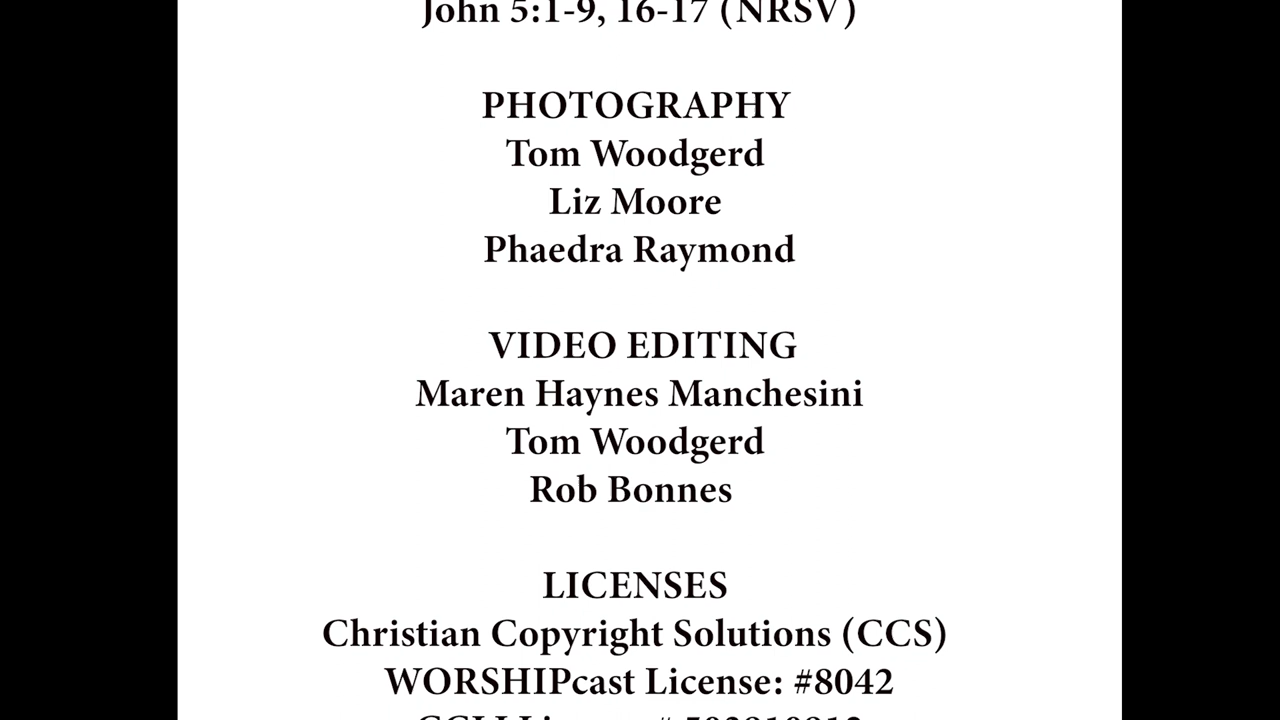 John 5:1-9, 16-17 (NRSV)
PHOTOGRAPHY
Tom Woodgerd
Liz Moore
Phaedra Raymond
VIDEO EDITING
Maren Haynes Manchesini
Tom Woodgerd
Rob Bonnes
LICENSES
Christian Copyright Solutions (CCS)
WORSHIPcast License: #8042